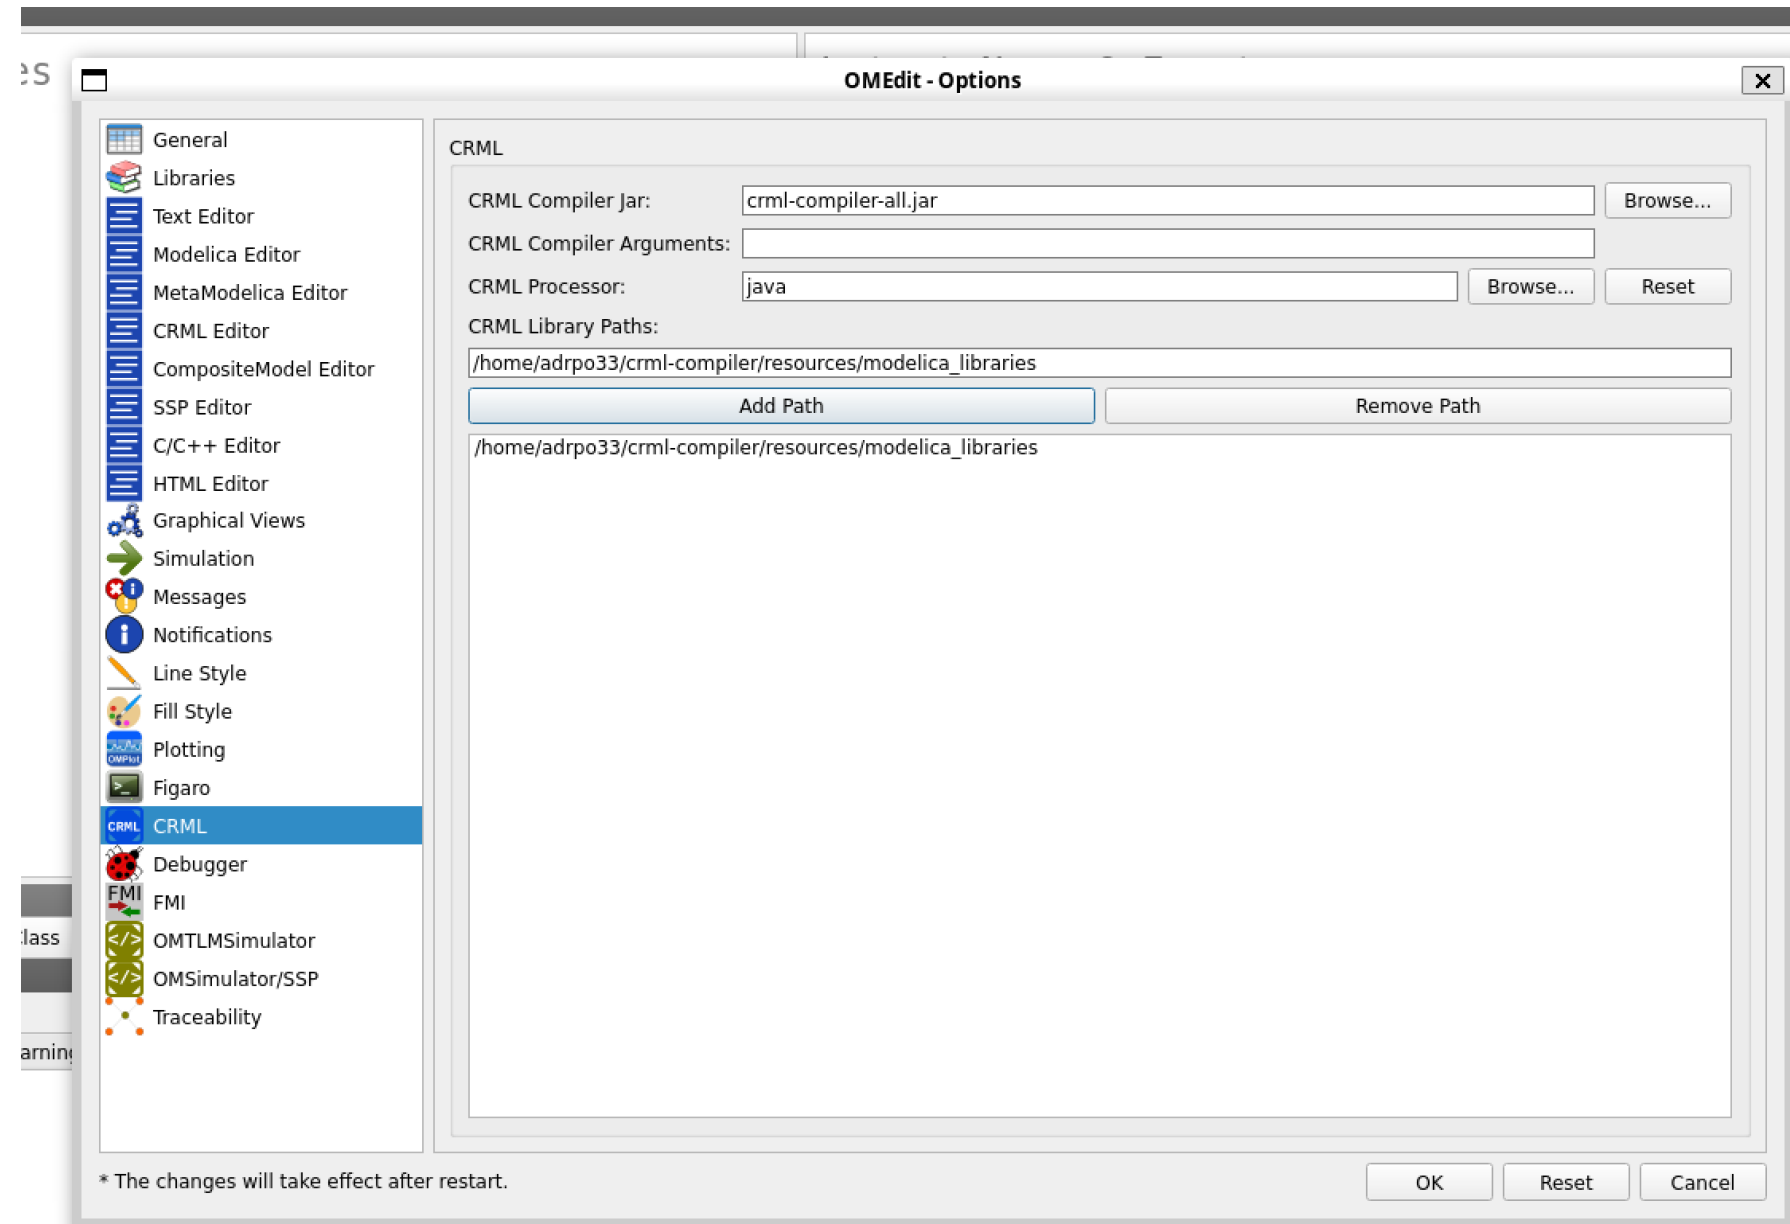 OMEdit - Options
General
Libraries
Text Editor
Modelica Editor
MetaModelica Editor
CRML Editor
CompositeModel Editor
SSP Editor
C/C++ Editor
HTML Editor
Graphical Views
Simulation
Messages
Notifications
Line Style
Fill Style
OMPlot
Plotting
Figaro
CRML CRML
Debugger
FMI FMI
OMTLMSimulator
OMSimulator/SSP
Traceability
CRML
CRML Compiler Jar: crml-compiler-all.jar Browse...
CRML Compiler Arguments:
CRML Processor: java Browse... Reset
CRML Library Paths:
/home/adrpo33/crml-compiler/resources/modelica_libraries
Add Path Remove Path
/home/adrpo33/crml-compiler/resources/modelica_libraries
* The changes will take effect after restart.
OK Reset Cancel